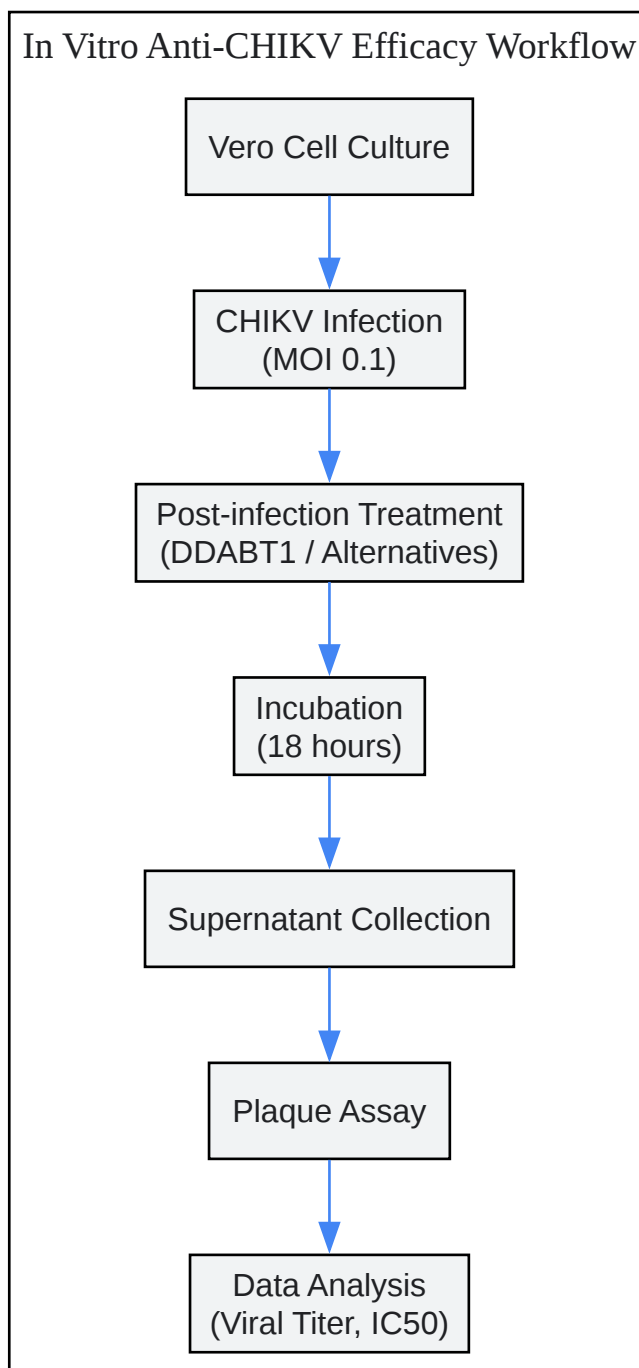 In Vitro Anti-CHIKV Efficacy Workflow
Vero Cell Culture
CHIKV Infection
(MOI 0.1)
Post-infection Treatment
(DDABT1 / Alternatives)
Incubation
(18 hours)
Supernatant Collection
Plaque Assay
Data Analysis
(Viral Titer, IC50)